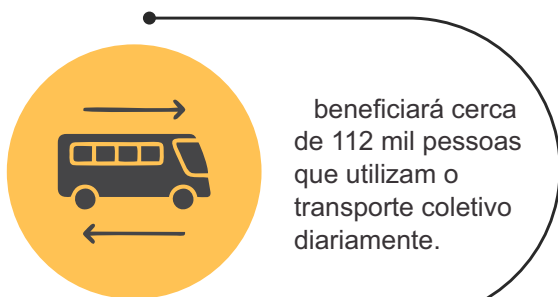 beneficiará cerca
de 112 mil pessoas
que utilizam o
transporte coletivo
diariamente.